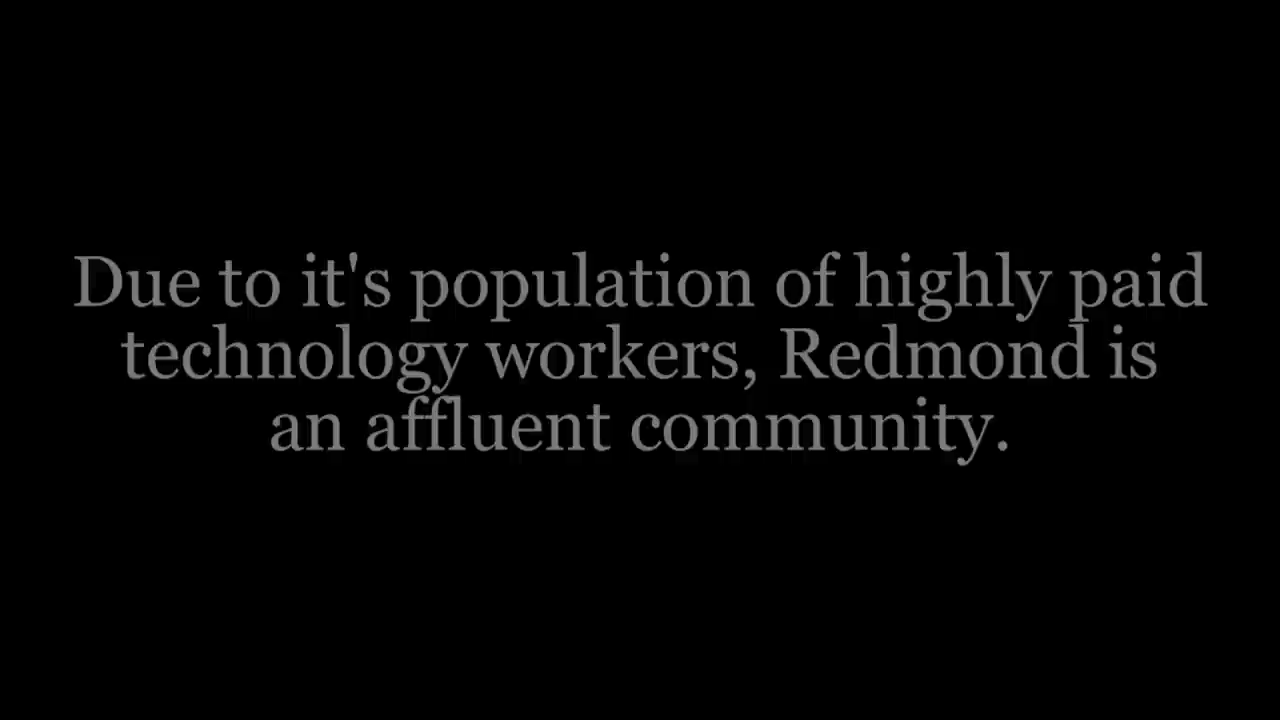 Due to it's population of highly paid
technology workers, Redmond is
an affluent community.